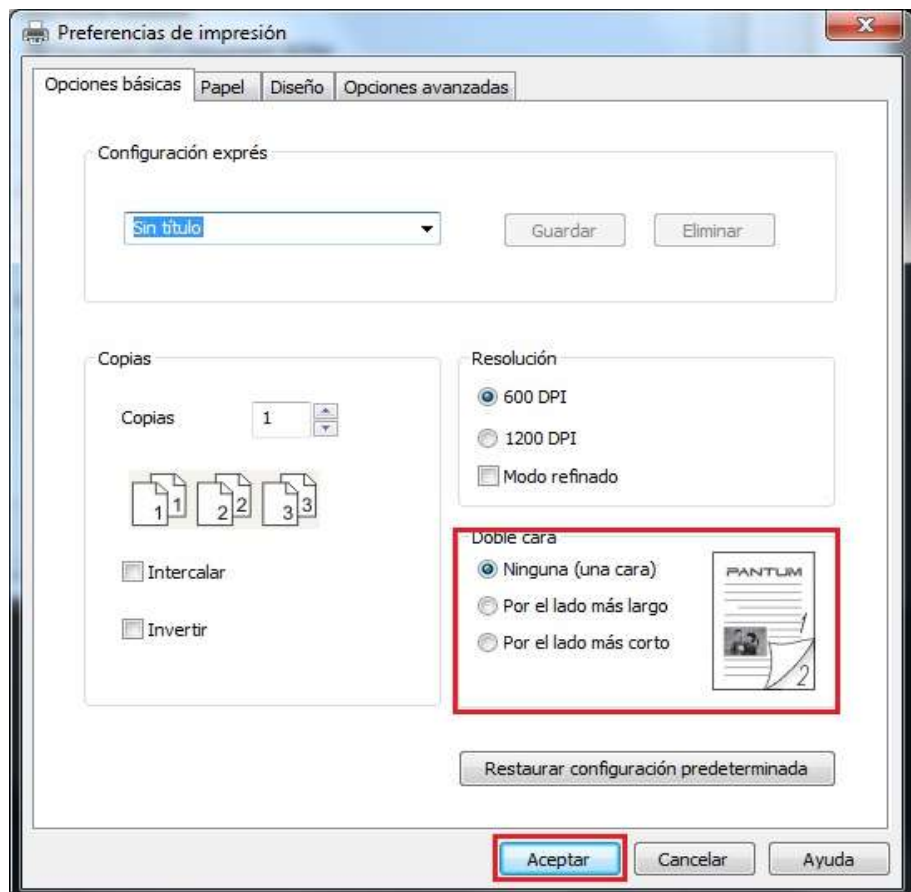 Preferencias de impresión
Opciones básicas Papel Diseño Opciones avanzadas
Configuración exprés
Sin título Guardar Eliminar
Copias
Copias 1
1 1 2 2 3 3
Intercalar
Invertir
Resolución
600 DPI
1200 DPI
Modo refinado
Doble cara
Ninguna (una cara)
Por el lado más largo
Por el lado más corto
PANTUM
1
2
Restaurar configuración predeterminada
Aceptar Cancelar Ayuda